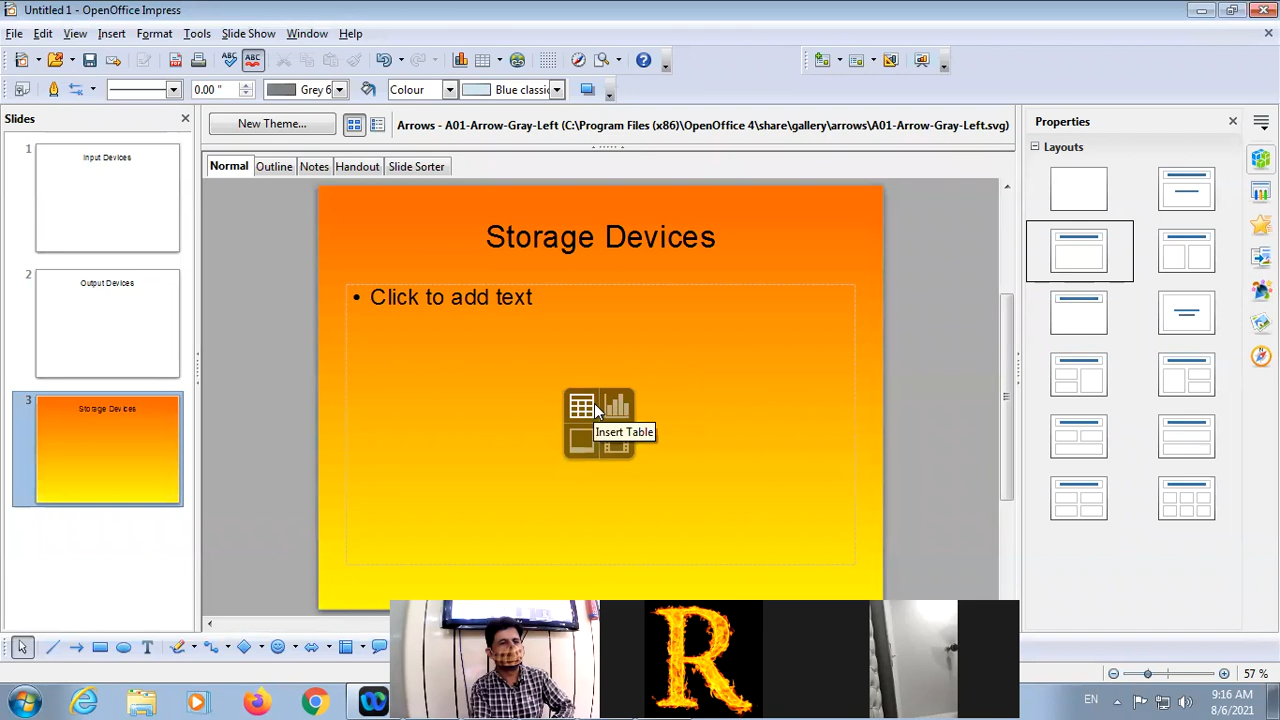 Untitled 1 - OpenOffice Impress
File Edit View Insert Format Tools Slide Show Window Help
0.00 " Grey 6 Colour Blue classic
Slides
New Theme... Arrows - A01-Arrow-Gray-Left (C:\Program Files (x86)\OpenOffice 4\share\gallery\arrows\A01-Arrow-Gray-Left.svg)
Properties
Layouts
Normal Outline Notes Handout Slide Sorter
1
Input Devices
2
Output Devices
3
Storage Devices
Storage Devices
• Click to add text
Insert Table
R
57 %
EN
9:16 AM
8/6/2021